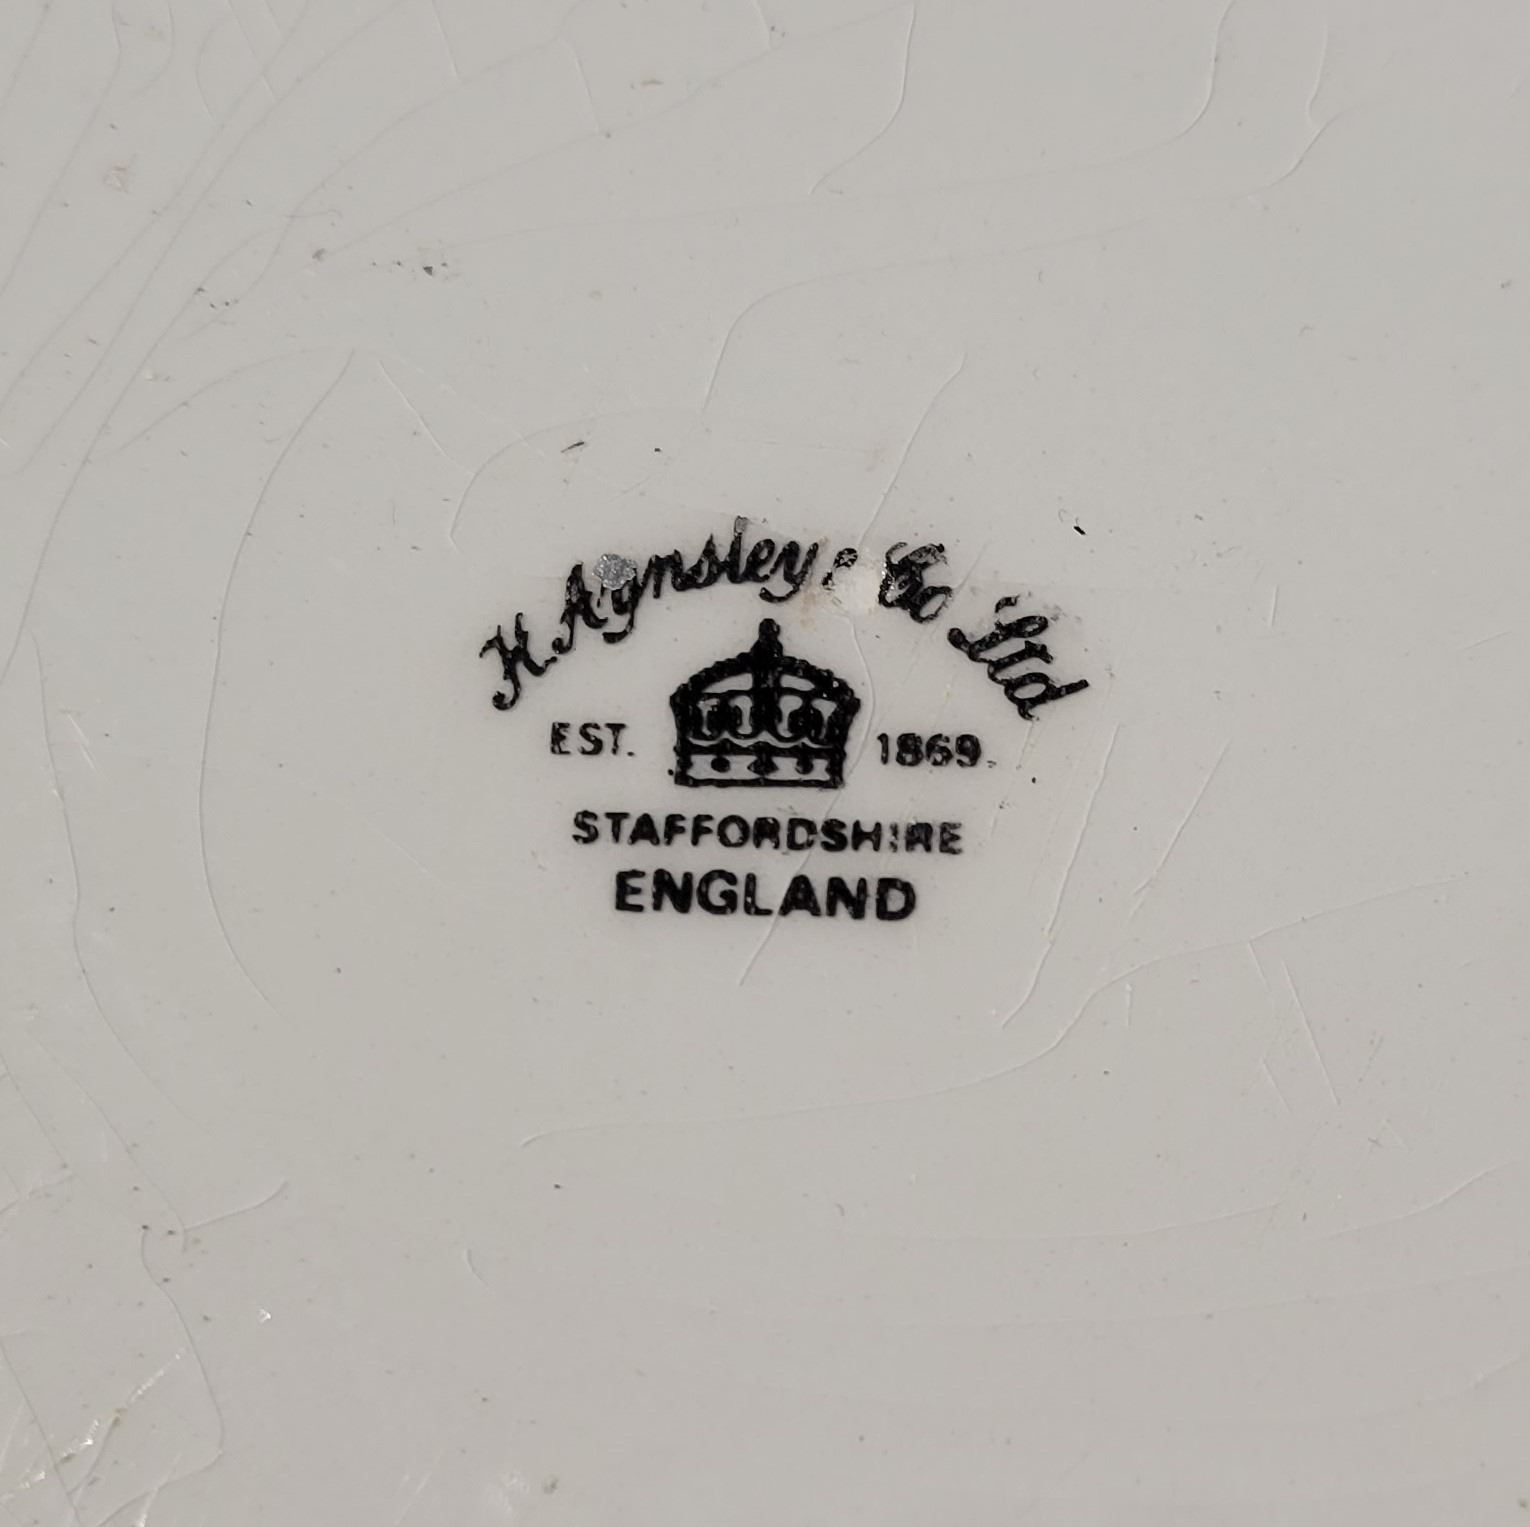 H. Aynsley & Co Ltd
EST. 1869.
STAFFORDSHIRE
ENGLAND